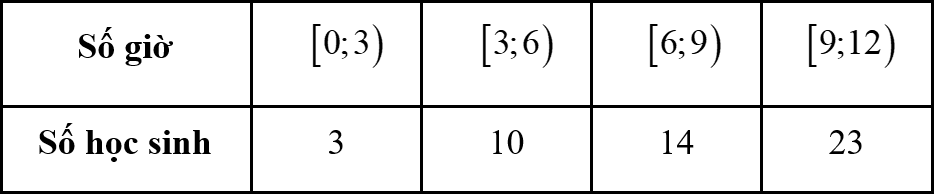 Số giờ [0;3) [3;6) [6;9) [9;12)
Số học sinh 3 10 14 23